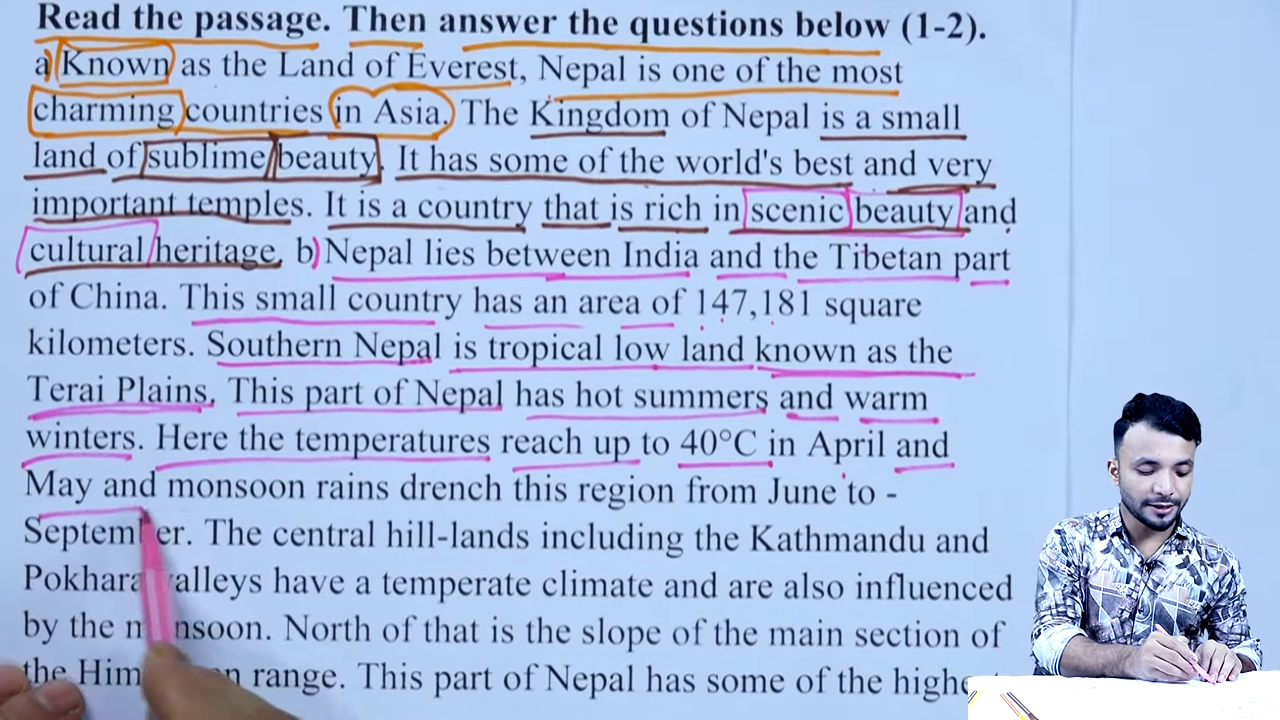 Read the passage. Then answer the questions below (1-2).
a) Known as the Land of Everest, Nepal is one of the most
charming countries in Asia. The Kingdom of Nepal is a small
land of sublime beauty. It has some of the world's best and very
important temples. It is a country that is rich in scenic beauty and
cultural heritage. b) Nepal lies between India and the Tibetan part
of China. This small country has an area of 147,181 square
kilometers. Southern Nepal is tropical low land known as the
Terai Plains. This part of Nepal has hot summers and warm
winters. Here the temperatures reach up to 40°C in April and
May and monsoon rains drench this region from June to -
September. The central hill-lands including the Kathmandu and
Pokhara valleys have a temperate climate and are also influenced
by the monsoon. North of that is the slope of the main section of
the range. This part of Nepal has some of the